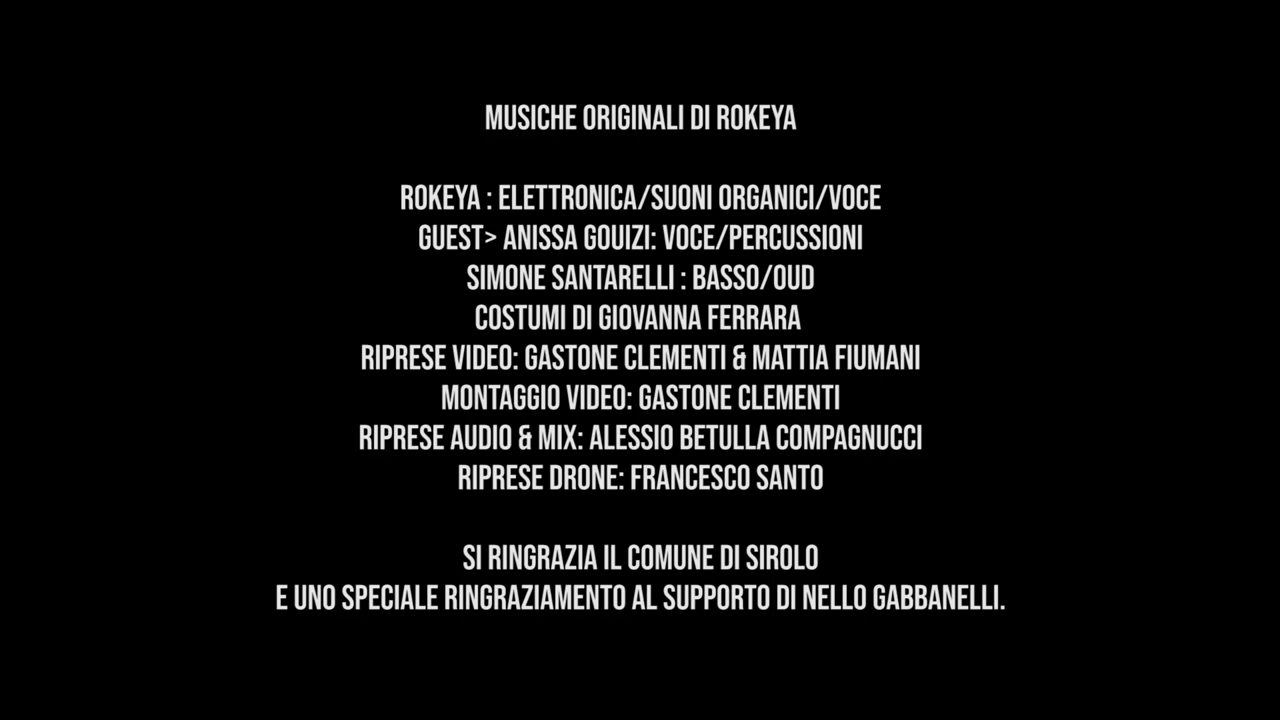 MUSICHE ORIGINALI DI ROKEYA
ROKEYA : ELETTRONICA/SUONI ORGANICI/VOCE
GUEST> ANISSA GOUIZI: VOCE/PERCUSSIONI
SIMONE SANTARELLI : BASSO/OUD
COSTUMI DI GIOVANNA FERRARA
RIPRESE VIDEO: GASTONE CLEMENTI & MATTIA FIUMANI
MONTAGGIO VIDEO: GASTONE CLEMENTI
RIPRESE AUDIO & MIX: ALESSIO BETULLA COMPAGNUCCI
RIPRESE DRONE: FRANCESCO SANTO
SI RINGRAZIA IL COMUNE DI SIROLO
E UNO SPECIALE RINGRAZIAMENTO AL SUPPORTO DI NELLO GABBANELLI.